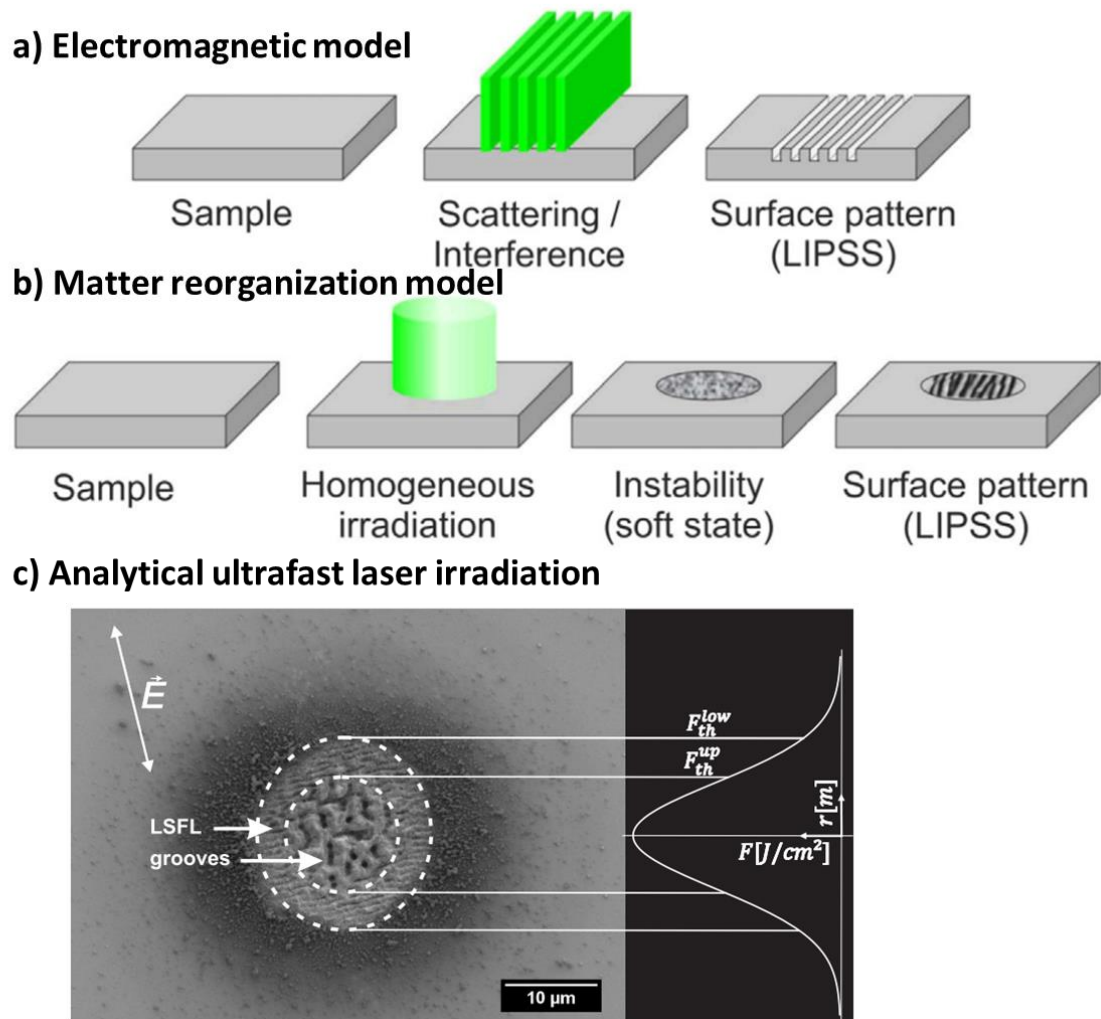 a) Electromagnetic model
Sample
Scattering /
Interference
Surface pattern
(LIPSS)
b) Matter reorganization model
Sample
Homogeneous
irradiation
Instability
(soft state)
Surface pattern
(LIPSS)
c) Analytical ultrafast laser irradiation
E⃗
LSFL
grooves
10 µm
F_th^low
F_th^up
r[m]
F[J/cm²]